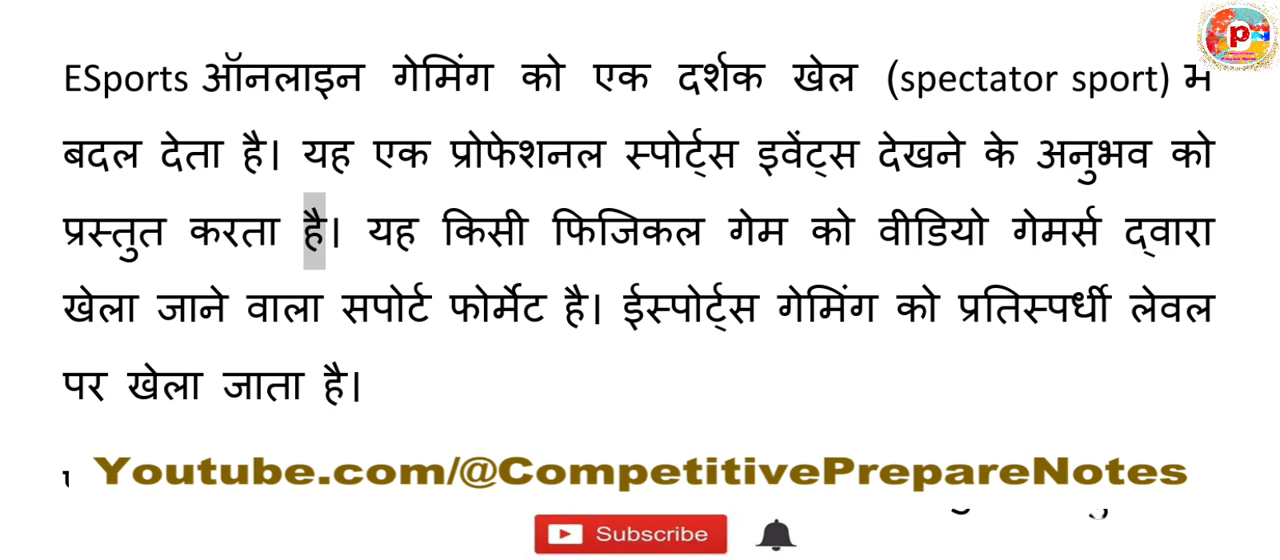 ESports ऑनलाइन गेमिंग को एक दर्शक खेल (spectator sport) में
बदल देता है। यह एक प्रोफेशनल स्पोर्ट्स इवेंट्स देखने के अनुभव को
प्रस्तुत करता है। यह किसी फिजिकल गेम को वीडियो गेमर्स द्वारा
खेला जाने वाला सपोर्ट फोर्मेट है। ईस्पोर्ट्स गेमिंग को प्रतिस्पर्धी लेवल
पर खेला जाता है।
Youtube.com/@CompetitivePrepareNotes
Subscribe